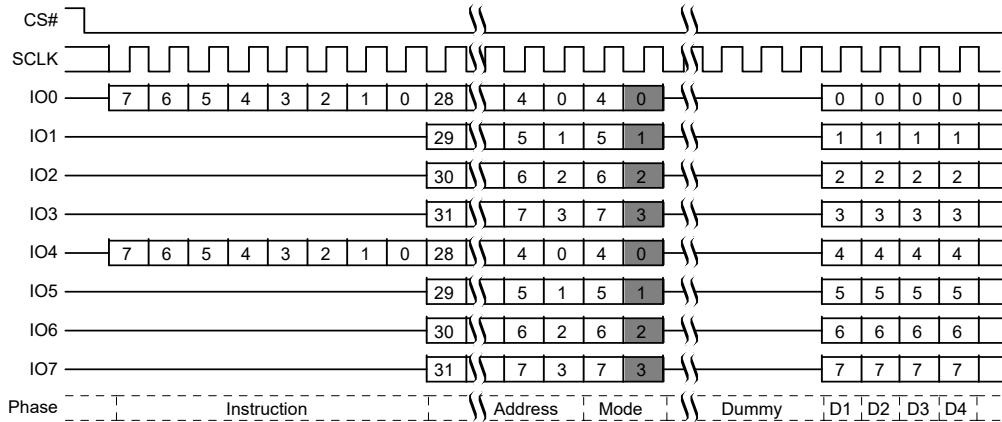 CS#
SCLK
IO0 7 6 5 4 3 2 1 0 28 4 0 4 0 0 0 0 0
IO1 29 5 1 5 1 1 1 1 1
IO2 30 6 2 6 2 2 2 2 2
IO3 31 7 3 7 3 3 3 3 3
IO4 7 6 5 4 3 2 1 0 28 4 0 4 0 4 4 4 4
IO5 29 5 1 5 1 5 5 5 5
IO6 30 6 2 6 2 6 6 6 6
IO7 31 7 3 7 3 7 7 7 7
Phase Instruction Address Mode Dummy D1 D2 D3 D4